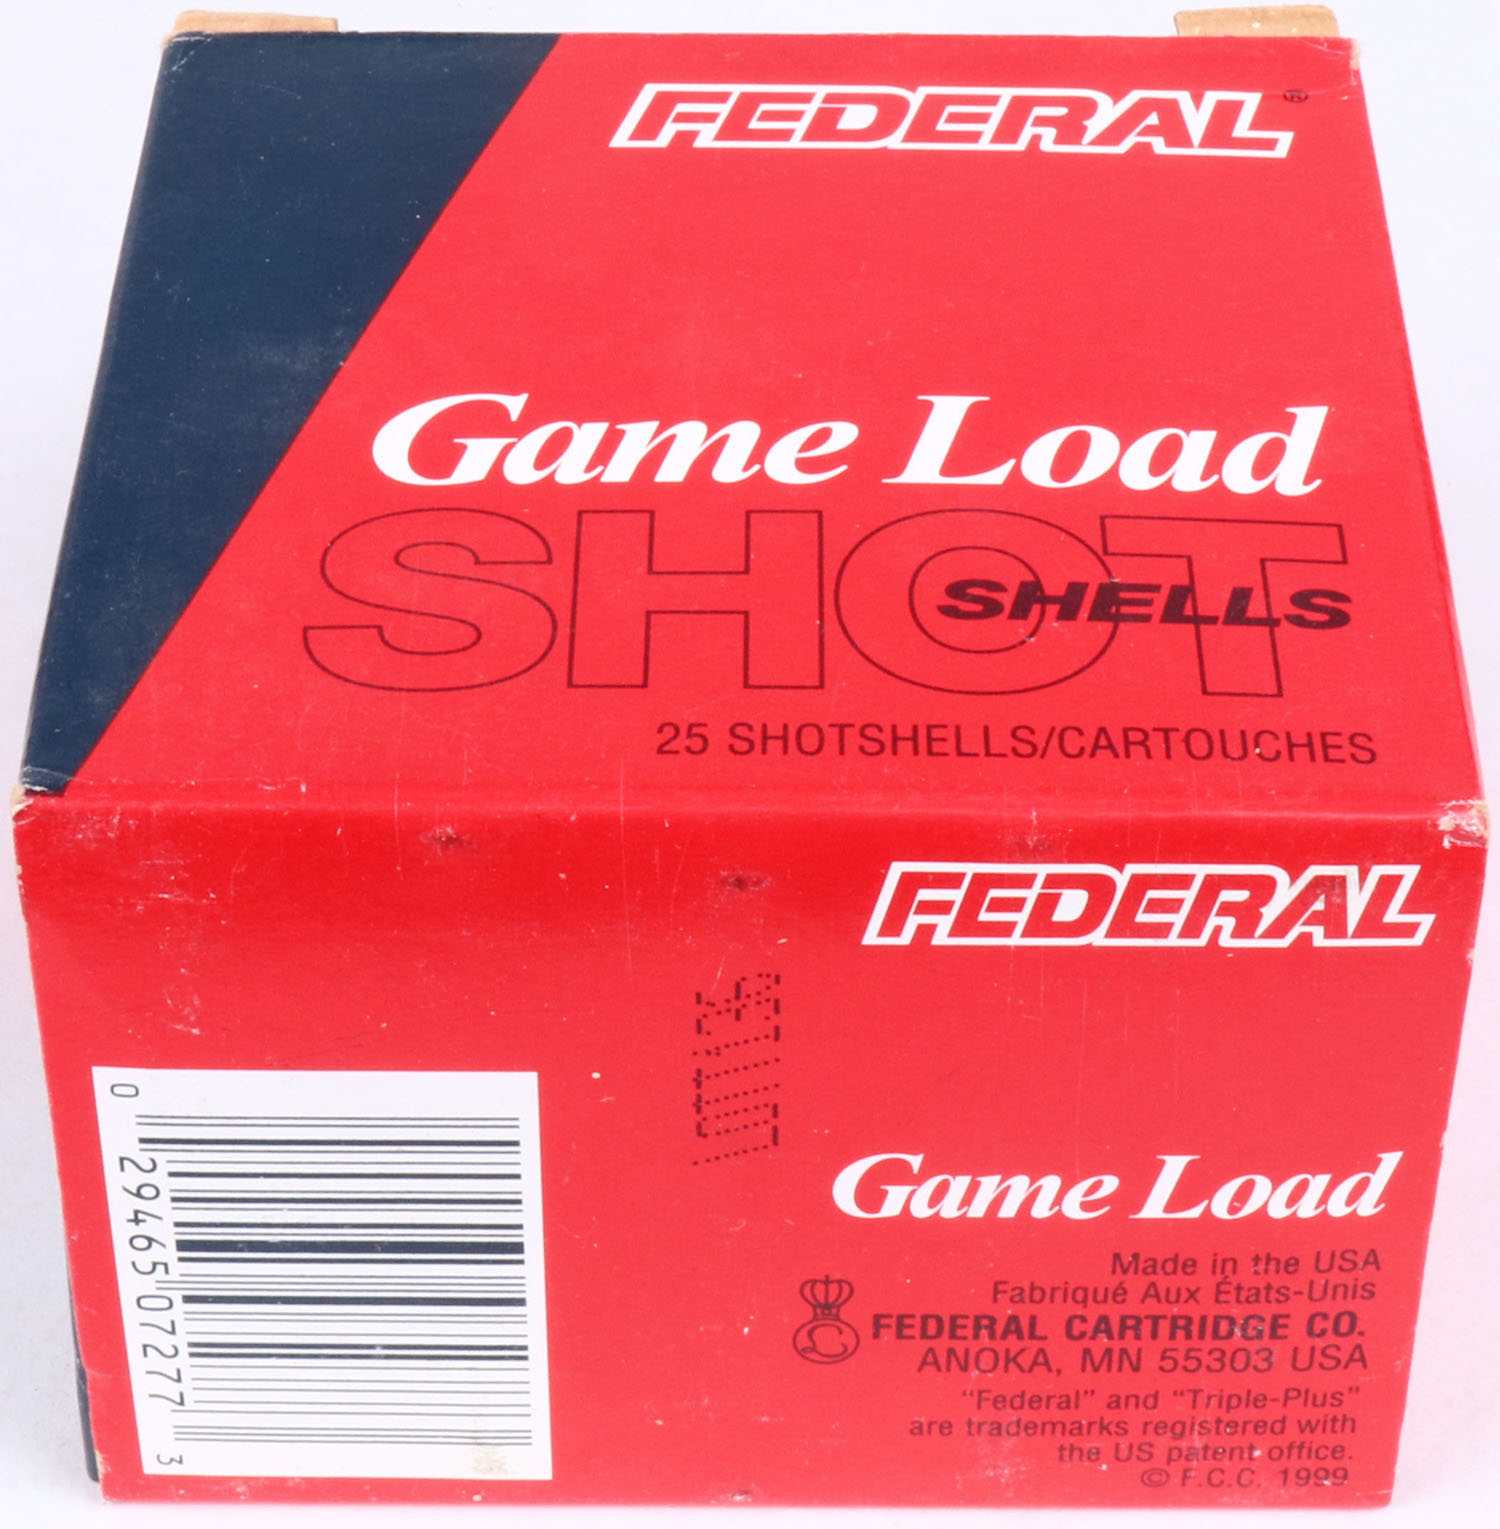 FEDERAL®
Game Load
SHOT
SHELLS
25 SHOTSHELLS/CARTOUCHES
FEDERAL
Game Load
Made in the USA
Fabriqué Aux États-Unis
FEDERAL CARTRIDGE CO.
ANOKA, MN 55303 USA
“Federal” and “Triple-Plus”
are trademarks registered with
the US patent office.
© F.C.C. 1999
0 29465 07277 3